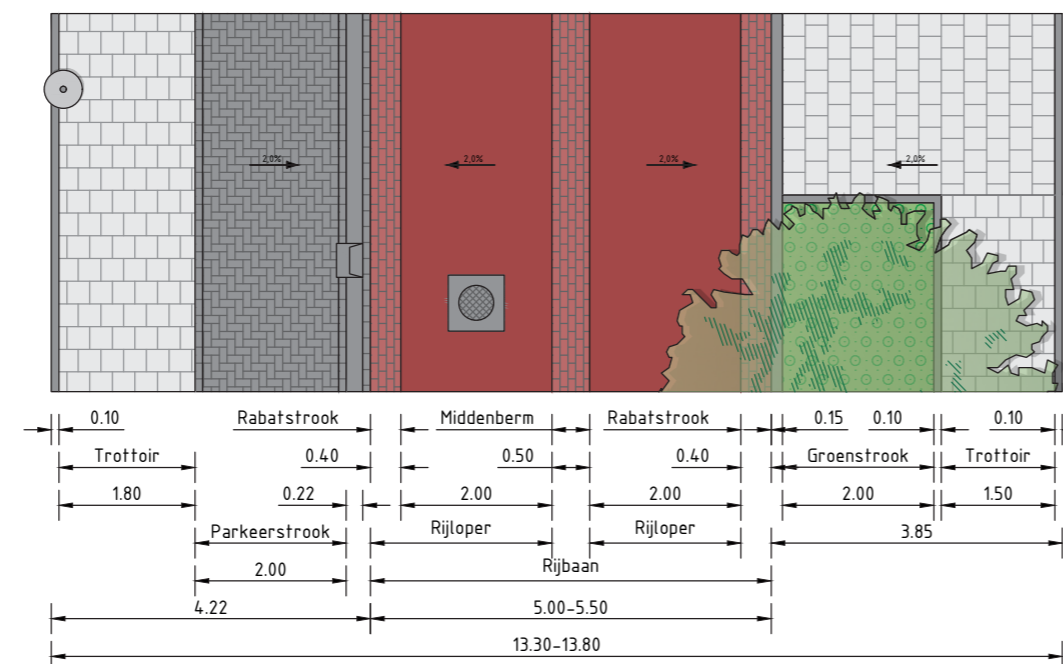 2,0% 2,0% 2,0% 2,0%
0.10 Rabatstrook Middenberm Rabatstrook 0.15 0.10 0.10
Trottoir 0.40 0.50 0.40 Groenstrook Trottoir
1.80 0.22 2.00 2.00 2.00 1.50
Parkeerstrook Rijloper Rijloper 3.85
2.00 Rijbaan
4.22 5.00-5.50
13.30-13.80